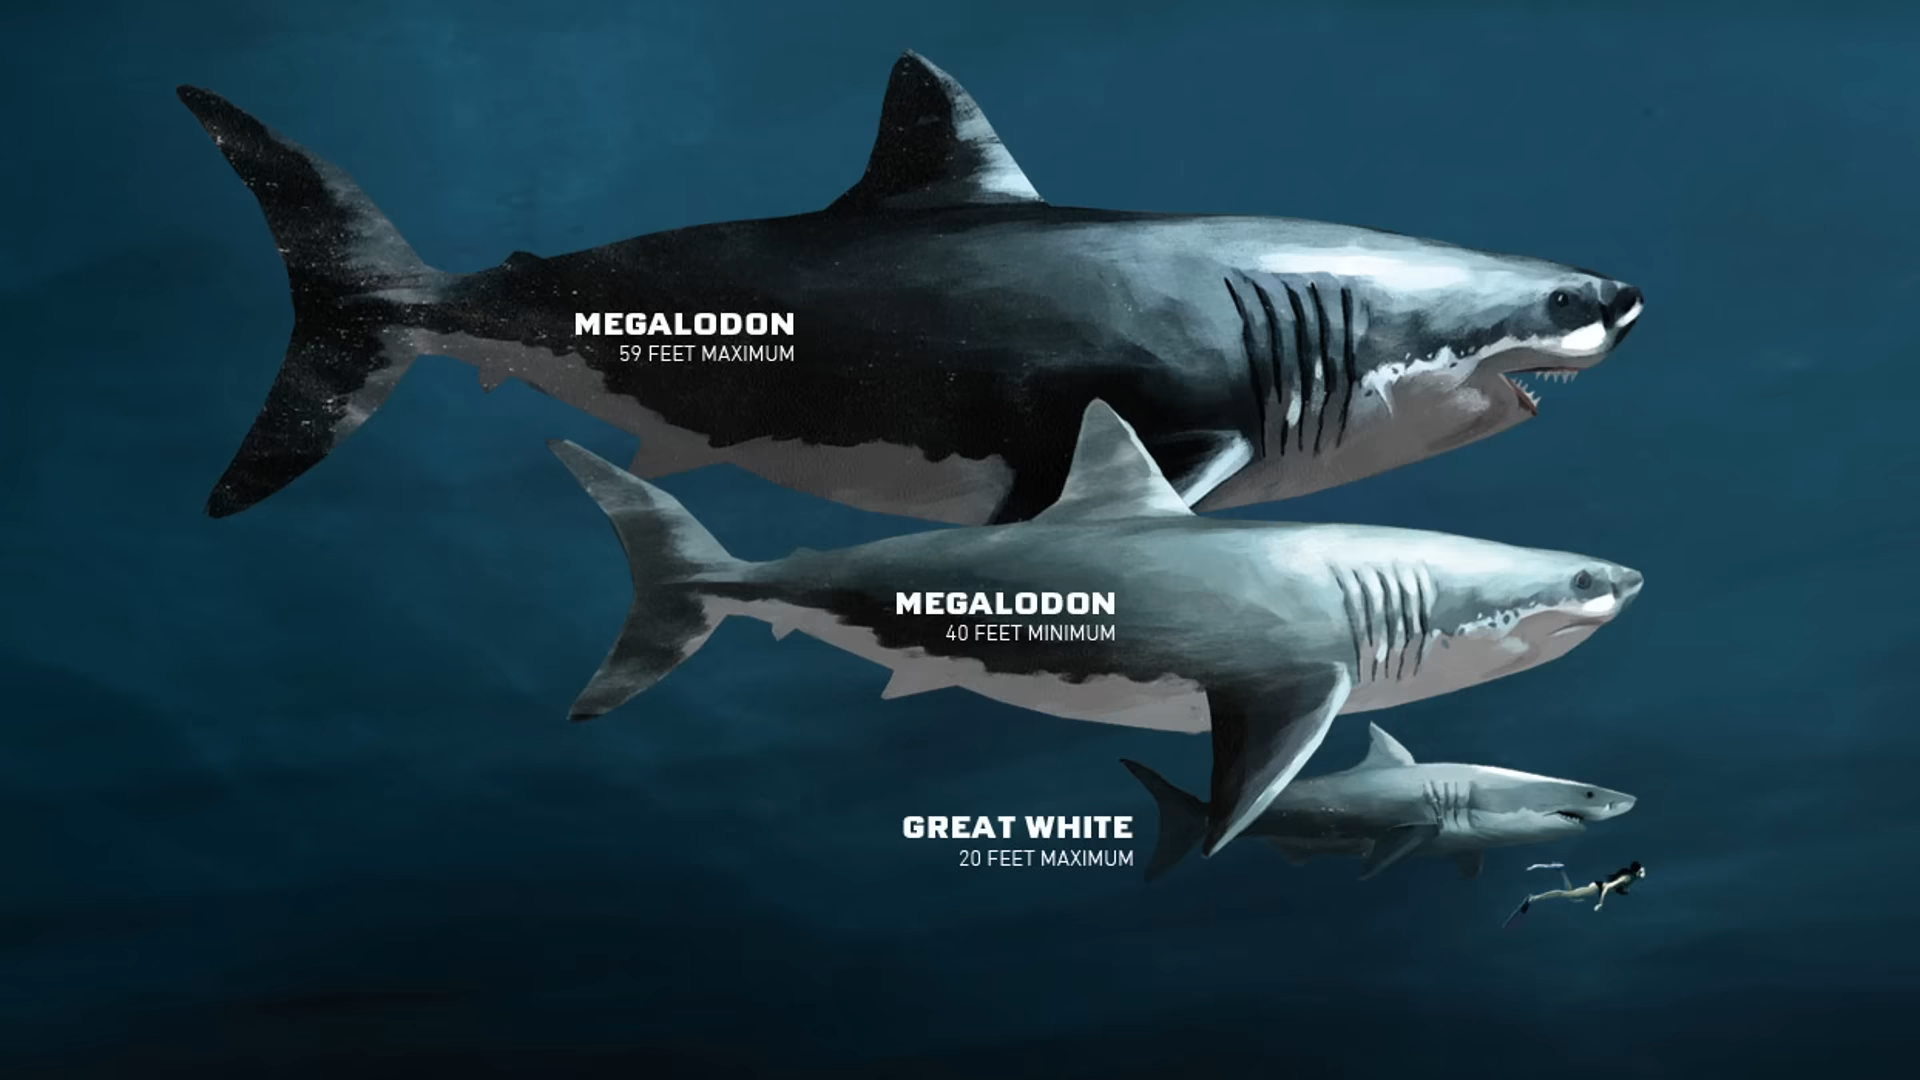 MEGALODON
59 FEET MAXIMUM
MEGALODON
40 FEET MINIMUM
GREAT WHITE
20 FEET MAXIMUM